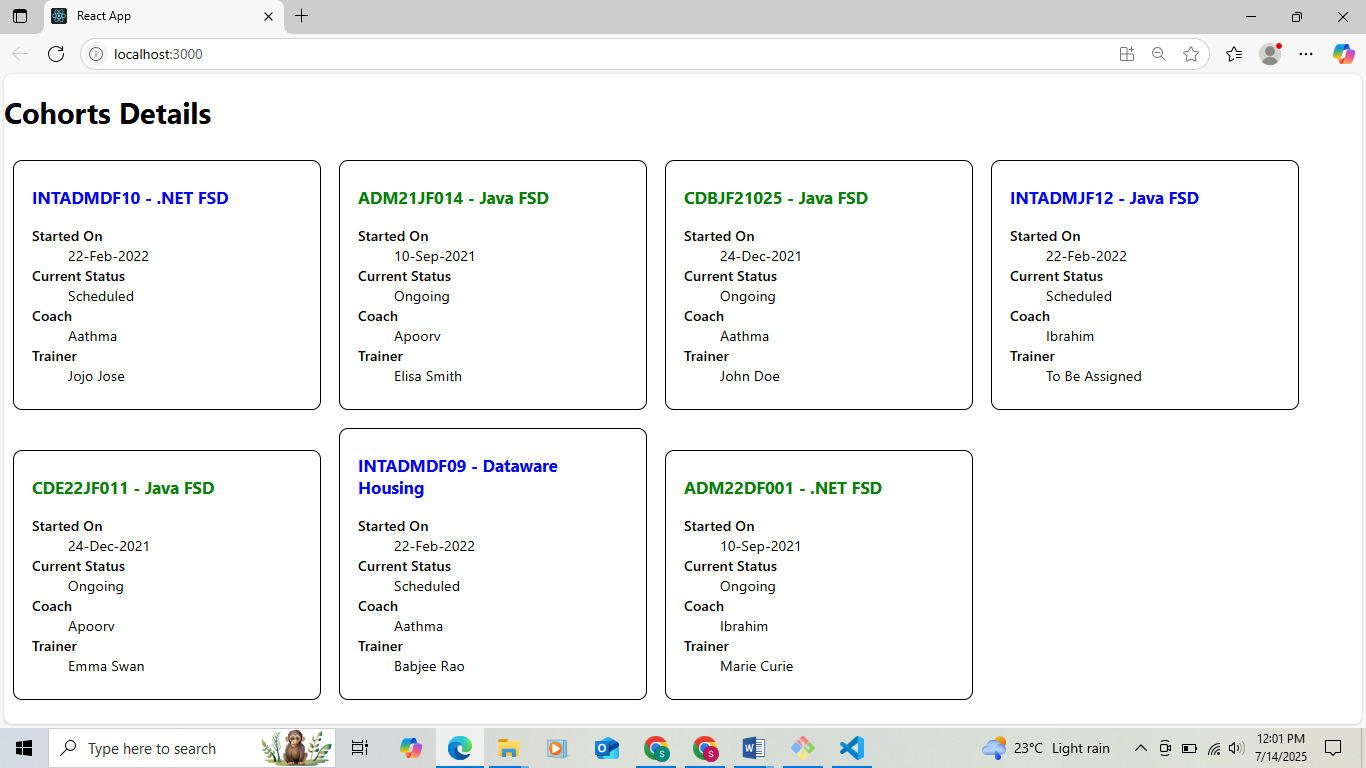 React App
localhost:3000
Cohorts Details
INTADMDF10 - .NET FSD
Started On
22-Feb-2022
Current Status
Scheduled
Coach
Aathma
Trainer
Jojo Jose
ADM21JF014 - Java FSD
Started On
10-Sep-2021
Current Status
Ongoing
Coach
Apoorv
Trainer
Elisa Smith
CDBJF21025 - Java FSD
Started On
24-Dec-2021
Current Status
Ongoing
Coach
Aathma
Trainer
John Doe
INTADMJF12 - Java FSD
Started On
22-Feb-2022
Current Status
Scheduled
Coach
Ibrahim
Trainer
To Be Assigned
CDE22JF011 - Java FSD
Started On
24-Dec-2021
Current Status
Ongoing
Coach
Apoorv
Trainer
Emma Swan
INTADMDF09 - Dataware
Housing
Started On
22-Feb-2022
Current Status
Scheduled
Coach
Aathma
Trainer
Babjee Rao
ADM22DF001 - .NET FSD
Started On
10-Sep-2021
Current Status
Ongoing
Coach
Ibrahim
Trainer
Marie Curie
Type here to search
23°C Light rain
12:01 PM
7/14/2025